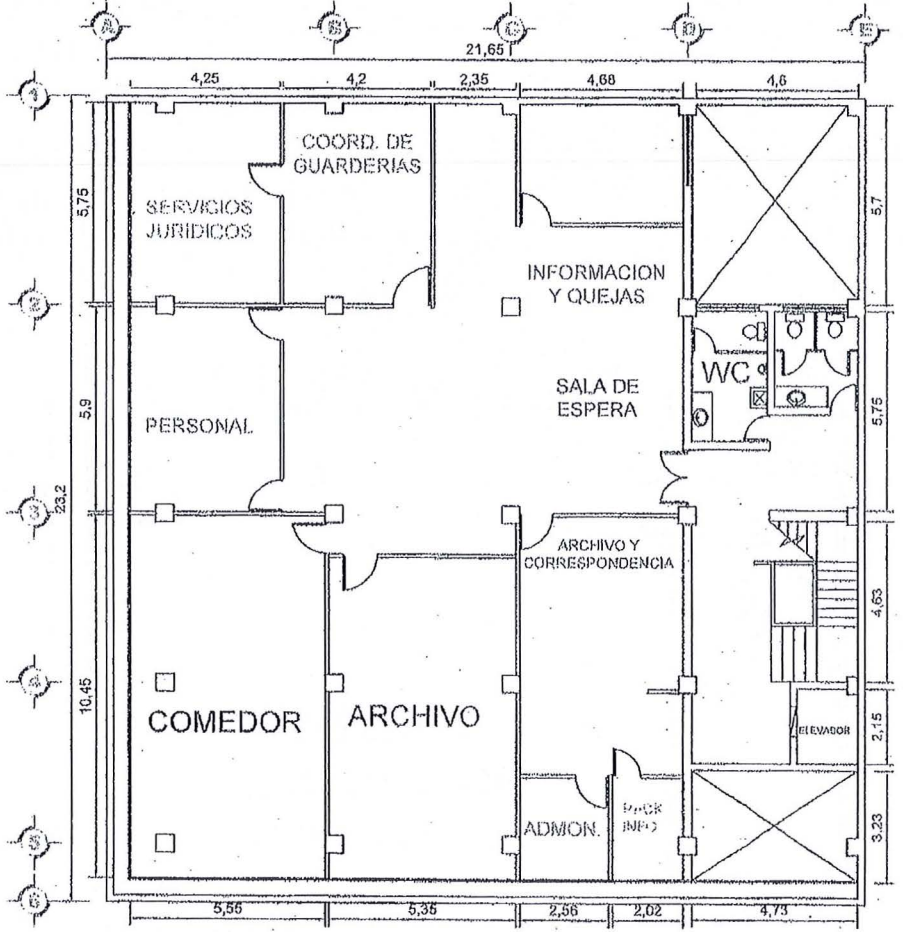 A B C D E
21,65
4,25 4,2 2,35 4,68 4,6
1
COORD. DE
GUARDERIAS
5,75
SERVICIOS
JURIDICOS
5,7
INFORMACION
Y QUEJAS
2
WC
SALA DE
ESPERA
5,9
PERSONAL
5,75
23,2
3
ARCHIVO Y
CORRESPONDENCIA
4,63
4
10,45
COMEDOR
ARCHIVO
ELEVADOR
2,15
RACK
INFO
ADMON.
3,23
5
6
5,55 5,35 2,56 2,02 4,73